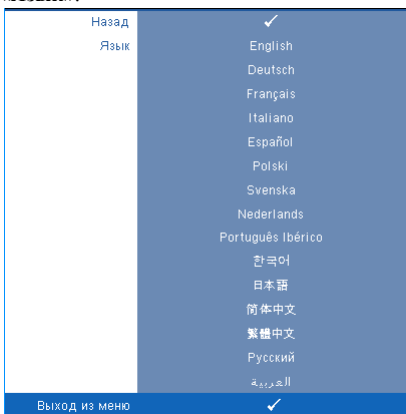 Назад ✓
Язык English
Deutsch
Français
Italiano
Español
Polski
Svenska
Nederlands
Português Ibérico
한국어
日本語
简体中文
繁體中文
Русский
العربية
Выход из меню ✓